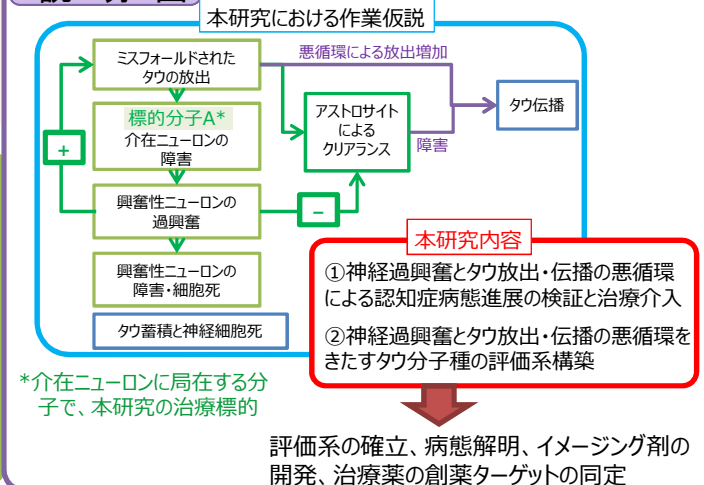 本研究における作業仮説
ミスフォールドされた
タウの放出
悪循環による放出増加
標的分子A*
介在ニューロンの
障害
アストロサイト
による
クリアランス
タウ伝播
障害
+
興奮性ニューロンの
過興奮
−
興奮性ニューロンの
障害・細胞死
タウ蓄積と神経細胞死
本研究内容
①神経過興奮とタウ放出・伝播の悪循環
による認知症病態進展の検証と治療介入
②神経過興奮とタウ放出・伝播の悪循環を
きたすタウ分子種の評価系構築
*介在ニューロンに局在する分
子で、本研究の治療標的
評価系の確立、病態解明、イメージング剤の
開発、治療薬の創薬ターゲットの同定